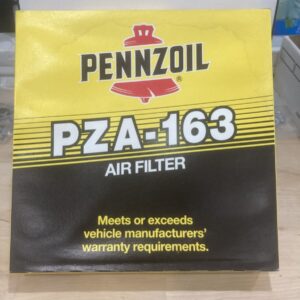 PENNZOIL®
PZA-163
AIR FILTER
Meets or exceeds
vehicle manufacturers'
warranty requirements.